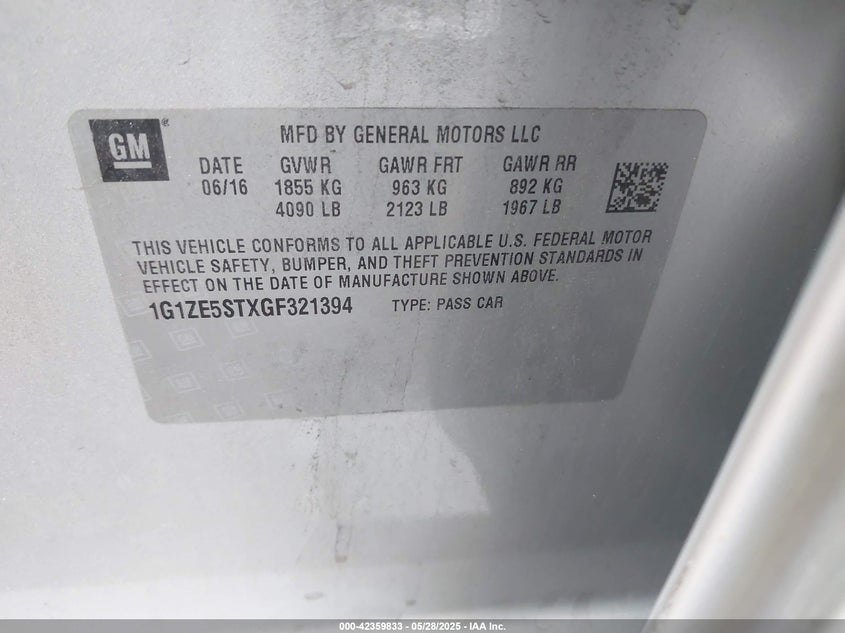 GM®
MFD BY GENERAL MOTORS LLC
DATE GVWR GAWR FRT GAWR RR
06/16 1855 KG 963 KG 892 KG
4090 LB 2123 LB 1967 LB
THIS VEHICLE CONFORMS TO ALL APPLICABLE U.S. FEDERAL MOTOR
VEHICLE SAFETY, BUMPER, AND THEFT PREVENTION STANDARDS IN
EFFECT ON THE DATE OF MANUFACTURE SHOWN ABOVE.
1G1ZE5STXGF321394 TYPE: PASS CAR
000-42359833 - 05/28/2025 - IAA Inc.